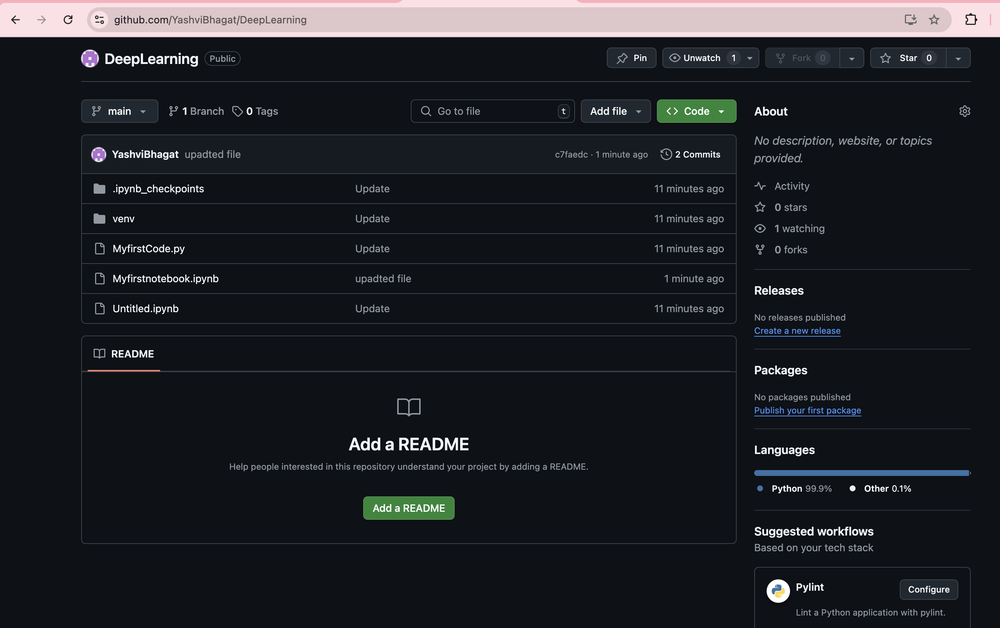 github.com/YashviBhagat/DeepLearning
DeepLearning Public
Pin
Unwatch 1
Fork 0
Star 0
main
1 Branch
0 Tags
Go to file t
Add file
Code
YashviBhagat upadted file
c7faedc · 1 minute ago
2 Commits
.ipynb_checkpoints Update 11 minutes ago
venv Update 11 minutes ago
MyfirstCode.py Update 11 minutes ago
Myfirstnotebook.ipynb upadted file 1 minute ago
Untitled.ipynb Update 11 minutes ago
README
Add a README
Help people interested in this repository understand your project by adding a README.
Add a README
About
No description, website, or topics
provided.
Activity
0 stars
1 watching
0 forks
Releases
No releases published
Create a new release
Packages
No packages published
Publish your first package
Languages
Python 99.9% Other 0.1%
Suggested workflows
Based on your tech stack
Pylint
Configure
Lint a Python application with pylint.